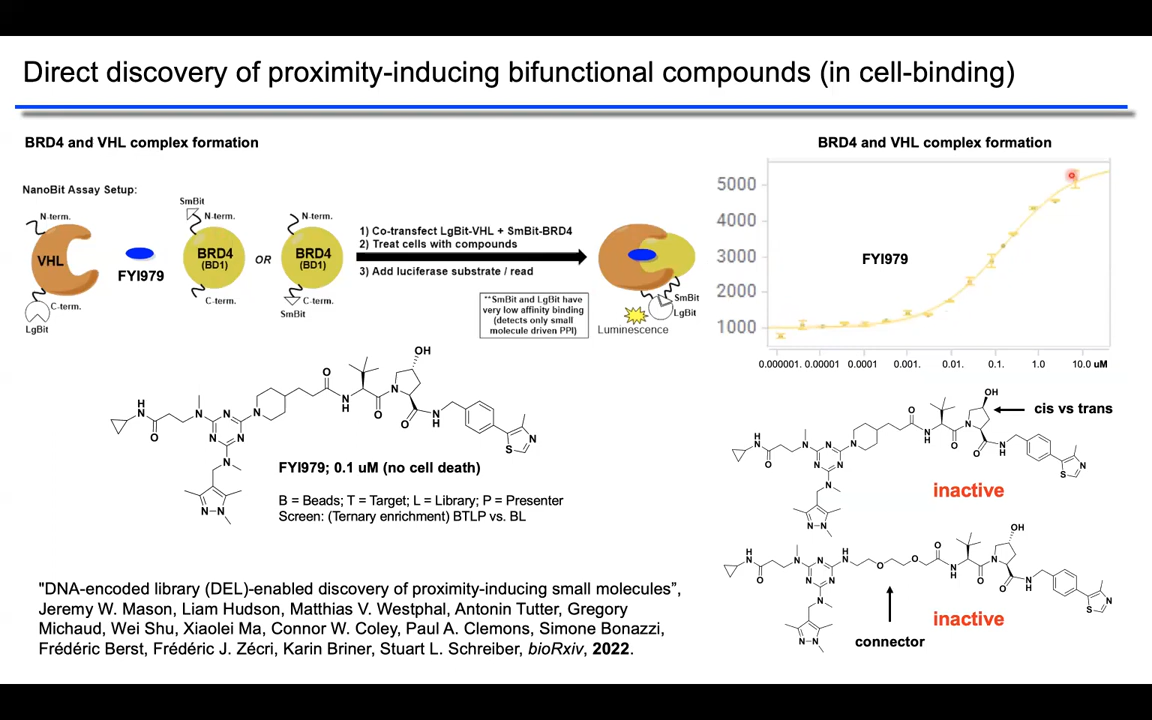 Direct discovery of proximity-inducing bifunctional compounds (in cell-binding)
BRD4 and VHL complex formation
NanoBit Assay Setup:
N-term.
VHL
C-term.
LgBit
FYI979
SmBit
N-term.
BRD4
(BD1)
C-term.
OR
N-term.
BRD4
(BD1)
C-term.
SmBit
1) Co-transfect LgBit-VHL + SmBit-BRD4
2) Treat cells with compounds
3) Add luciferase substrate / read
**SmBit and LgBit have
very low affinity binding
(detects only small
molecule driven PPI)
SmBit
LgBit
Luminescence
BRD4 and VHL complex formation
5000
4000
3000
2000
1000
FYI979
0.000001. 0.00001 0.0001 0.001. 0.01. 0.1. 1.0 10.0 uM
OH
O
H
N
O
N
N
N
N
N
N
N
O
N
H
O
N
O
N
H
S
N
N
N
FYI979; 0.1 uM (no cell death)
B = Beads; T = Target; L = Library; P = Presenter
Screen: (Ternary enrichment) BTLP vs. BL
OH
cis vs trans
O
H
N
O
N
N
N
N
N
N
N
O
N
H
O
N
O
N
H
S
N
N
N
inactive
OH
O
H
N
O
N
N
N
N
N
H
N
O
O
N
H
O
N
O
N
H
S
N
N
N
connector
inactive
"DNA-encoded library (DEL)-enabled discovery of proximity-inducing small molecules”,
Jeremy W. Mason, Liam Hudson, Matthias V. Westphal, Antonin Tutter, Gregory
Michaud, Wei Shu, Xiaolei Ma, Connor W. Coley, Paul A. Clemons, Simone Bonazzi,
Frédéric Berst, Frédéric J. Zécri, Karin Briner, Stuart L. Schreiber, bioRxiv, 2022.